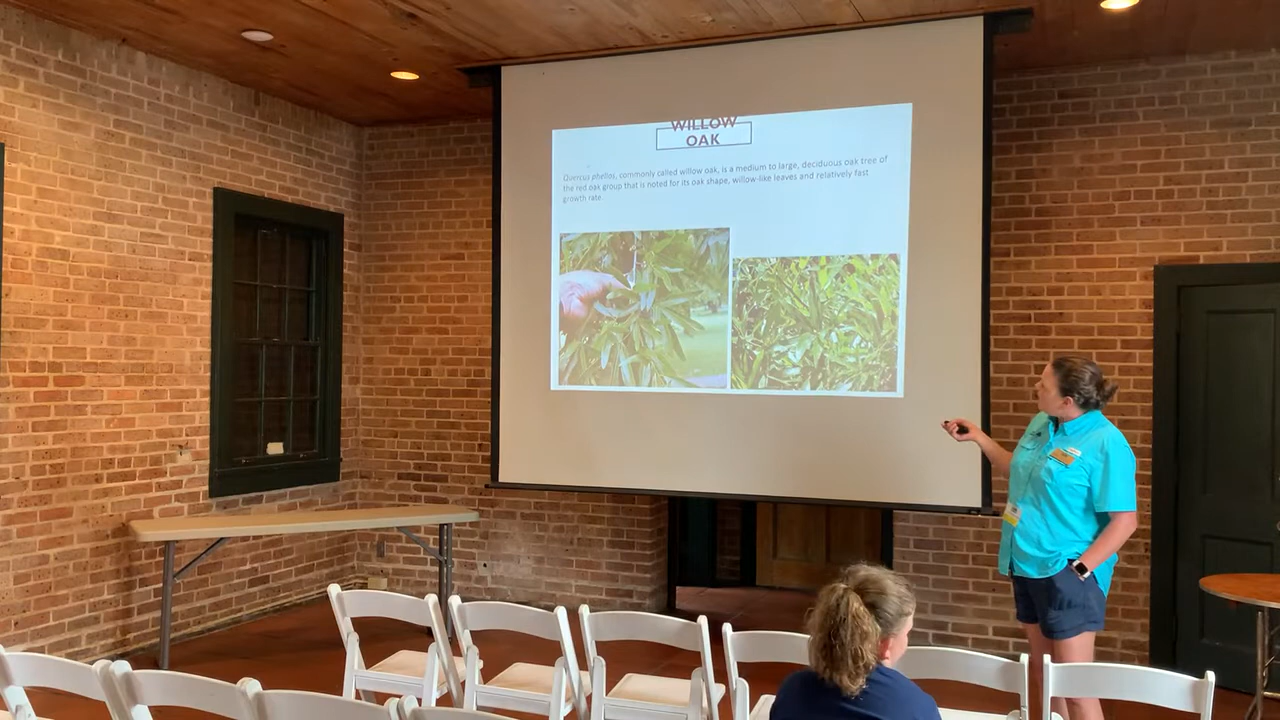 WILLOW
OAK
Quercus phellos, commonly called willow oak, is a medium to large, deciduous oak tree of
the red oak group that is noted for its oak shape, willow-like leaves and relatively fast
growth rate.